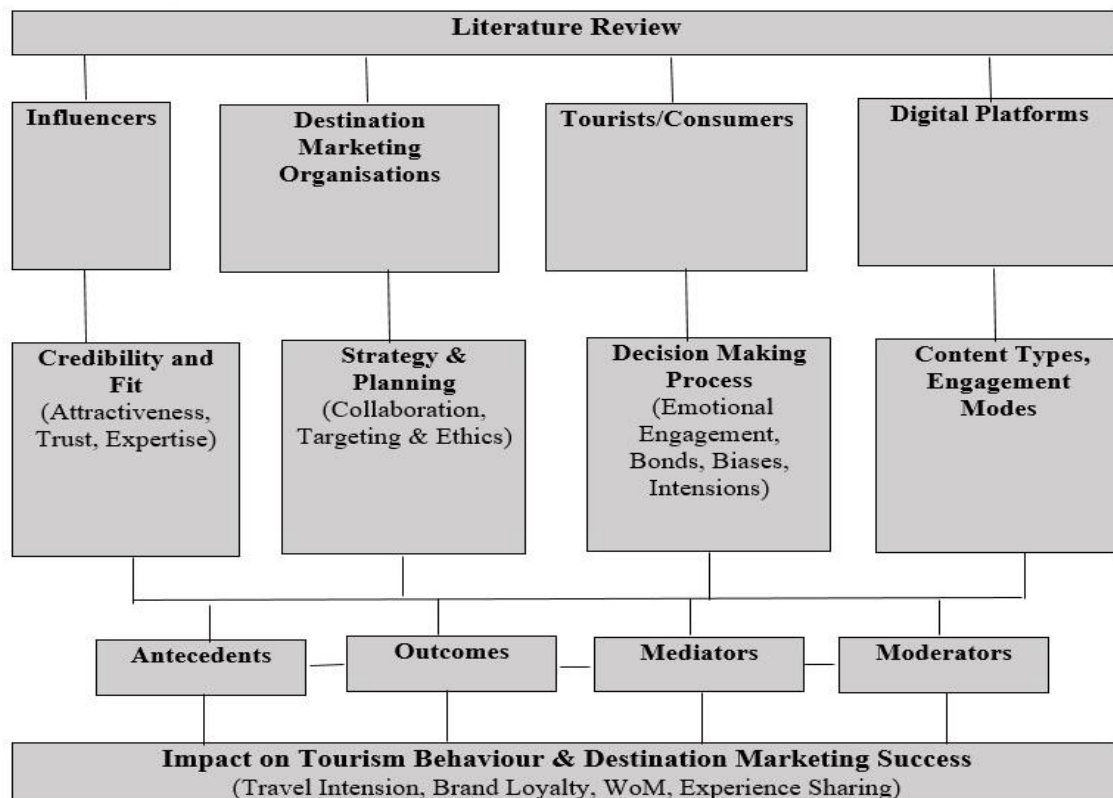 Literature Review
Influencers
Destination
Marketing
Organisations
Tourists/Consumers
Digital Platforms
Credibility and
Fit
(Attractiveness,
Trust, Expertise)
Strategy &
Planning
(Collaboration,
Targeting & Ethics)
Decision Making
Process
(Emotional
Engagement,
Bonds, Biases,
Intensions)
Content Types,
Engagement
Modes
Antecedents
Outcomes
Mediators
Moderators
Impact on Tourism Behaviour & Destination Marketing Success
(Travel Intension, Brand Loyalty, WoM, Experience Sharing)